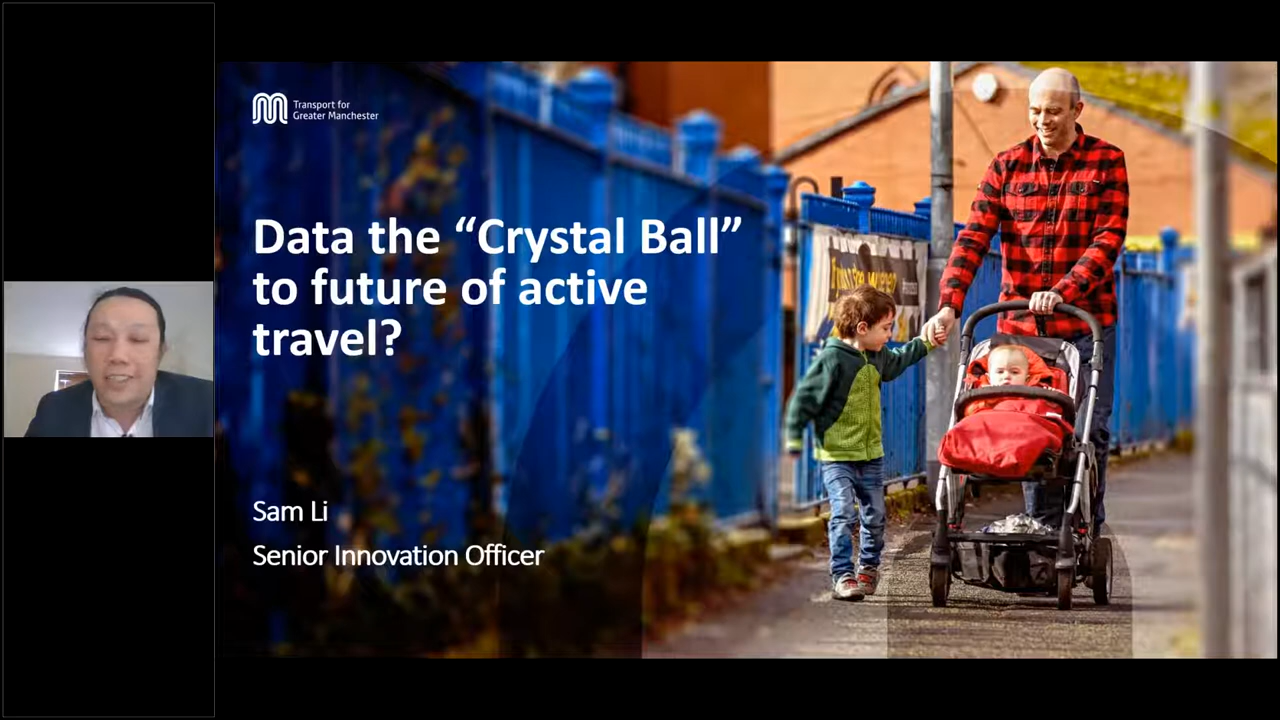 Transport for
Greater Manchester
Data the “Crystal Ball”
to future of active
travel?
Sam Li
Senior Innovation Officer